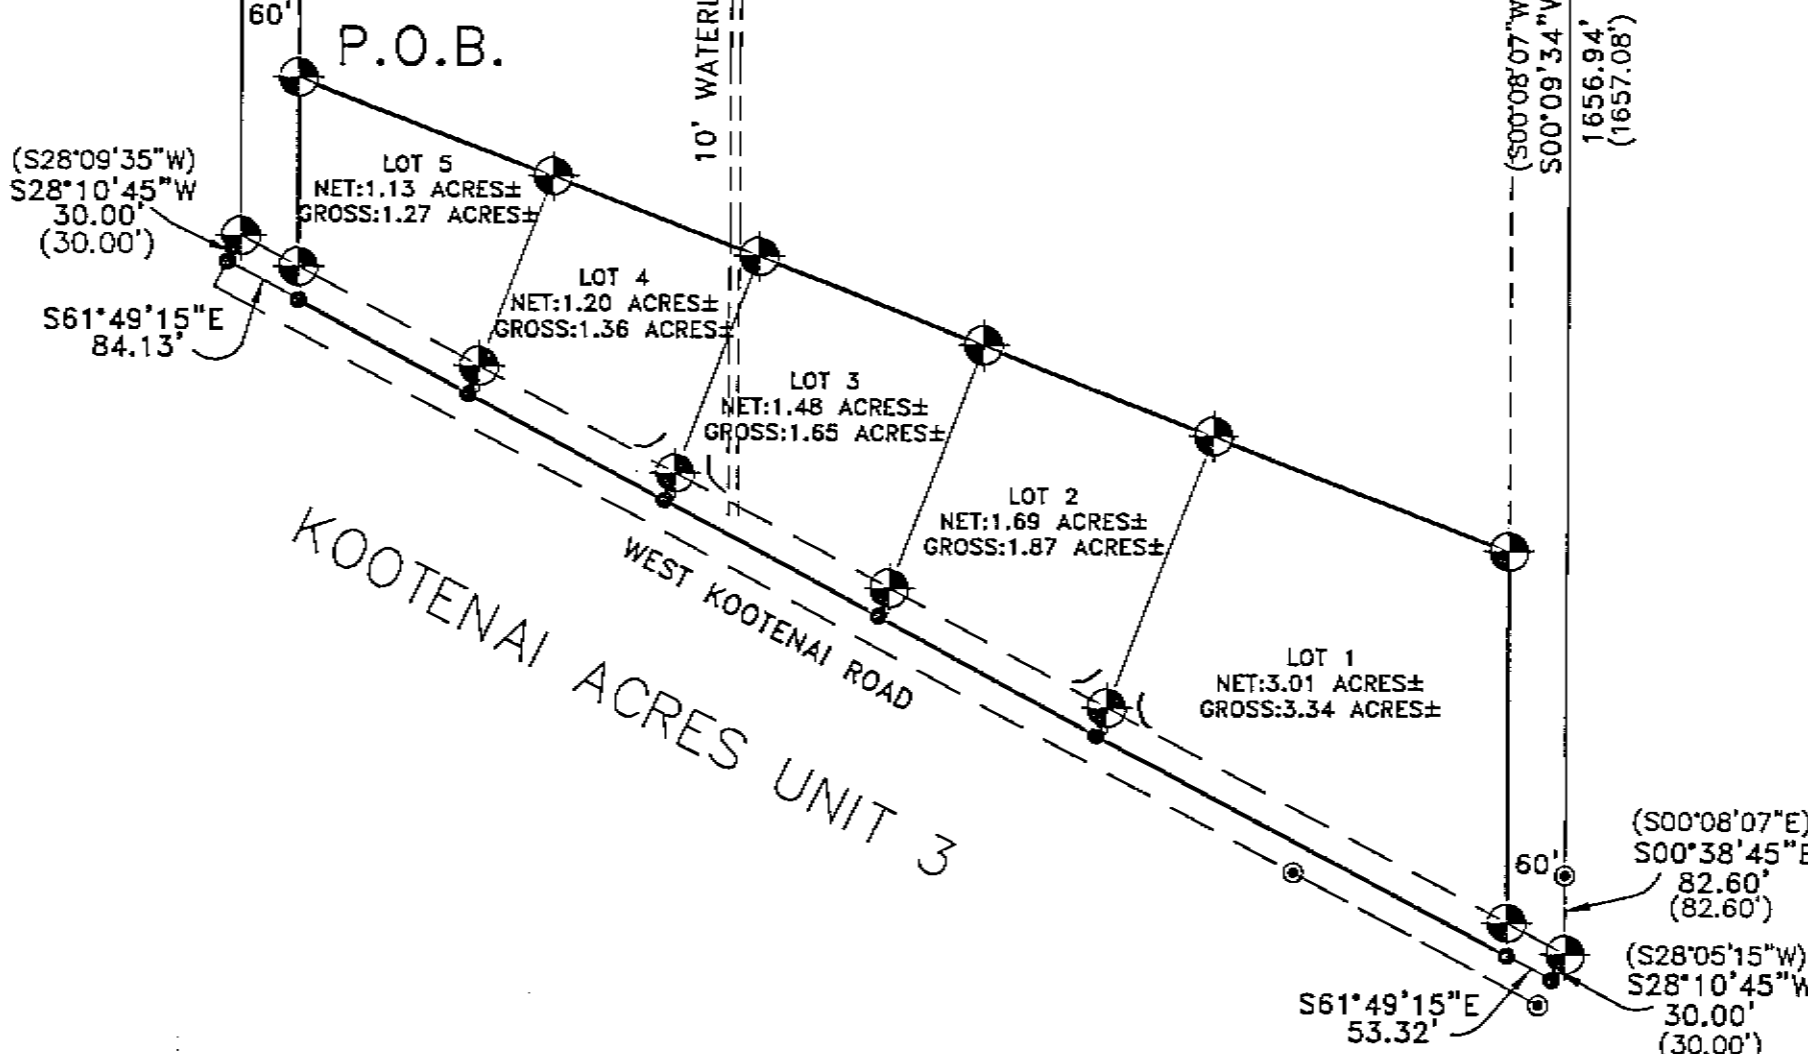 60'
P.O.B.
10'
(S00°08'07"W
S00°09'34"W
1656.94'
(1657.08')
(S28°09'35"W)
S28°10'45"W
30.00'
(30.00')
LOT 5
NET:1.13 ACRES±
GROSS:1.27 ACRES±
LOT 4
NET:1.20 ACRES±
GROSS:1.36 ACRES±
S61°49'15"E
84.13'
LOT 3
NET:1.48 ACRES±
GROSS:1.65 ACRES±
LOT 2
NET:1.69 ACRES±
GROSS:1.87 ACRES±
WEST KOOTENAI ROAD
KOOTENAI ACRES UNIT 3
LOT 1
NET:3.01 ACRES±
GROSS:3.34 ACRES±
60'
(S00°08'07"E)
S00°38'45"E
82.60'
(82.60')
(S28°05'15"W)
S28°10'45"W
30.00'
(30.00')
S61°49'15"E
53.32'